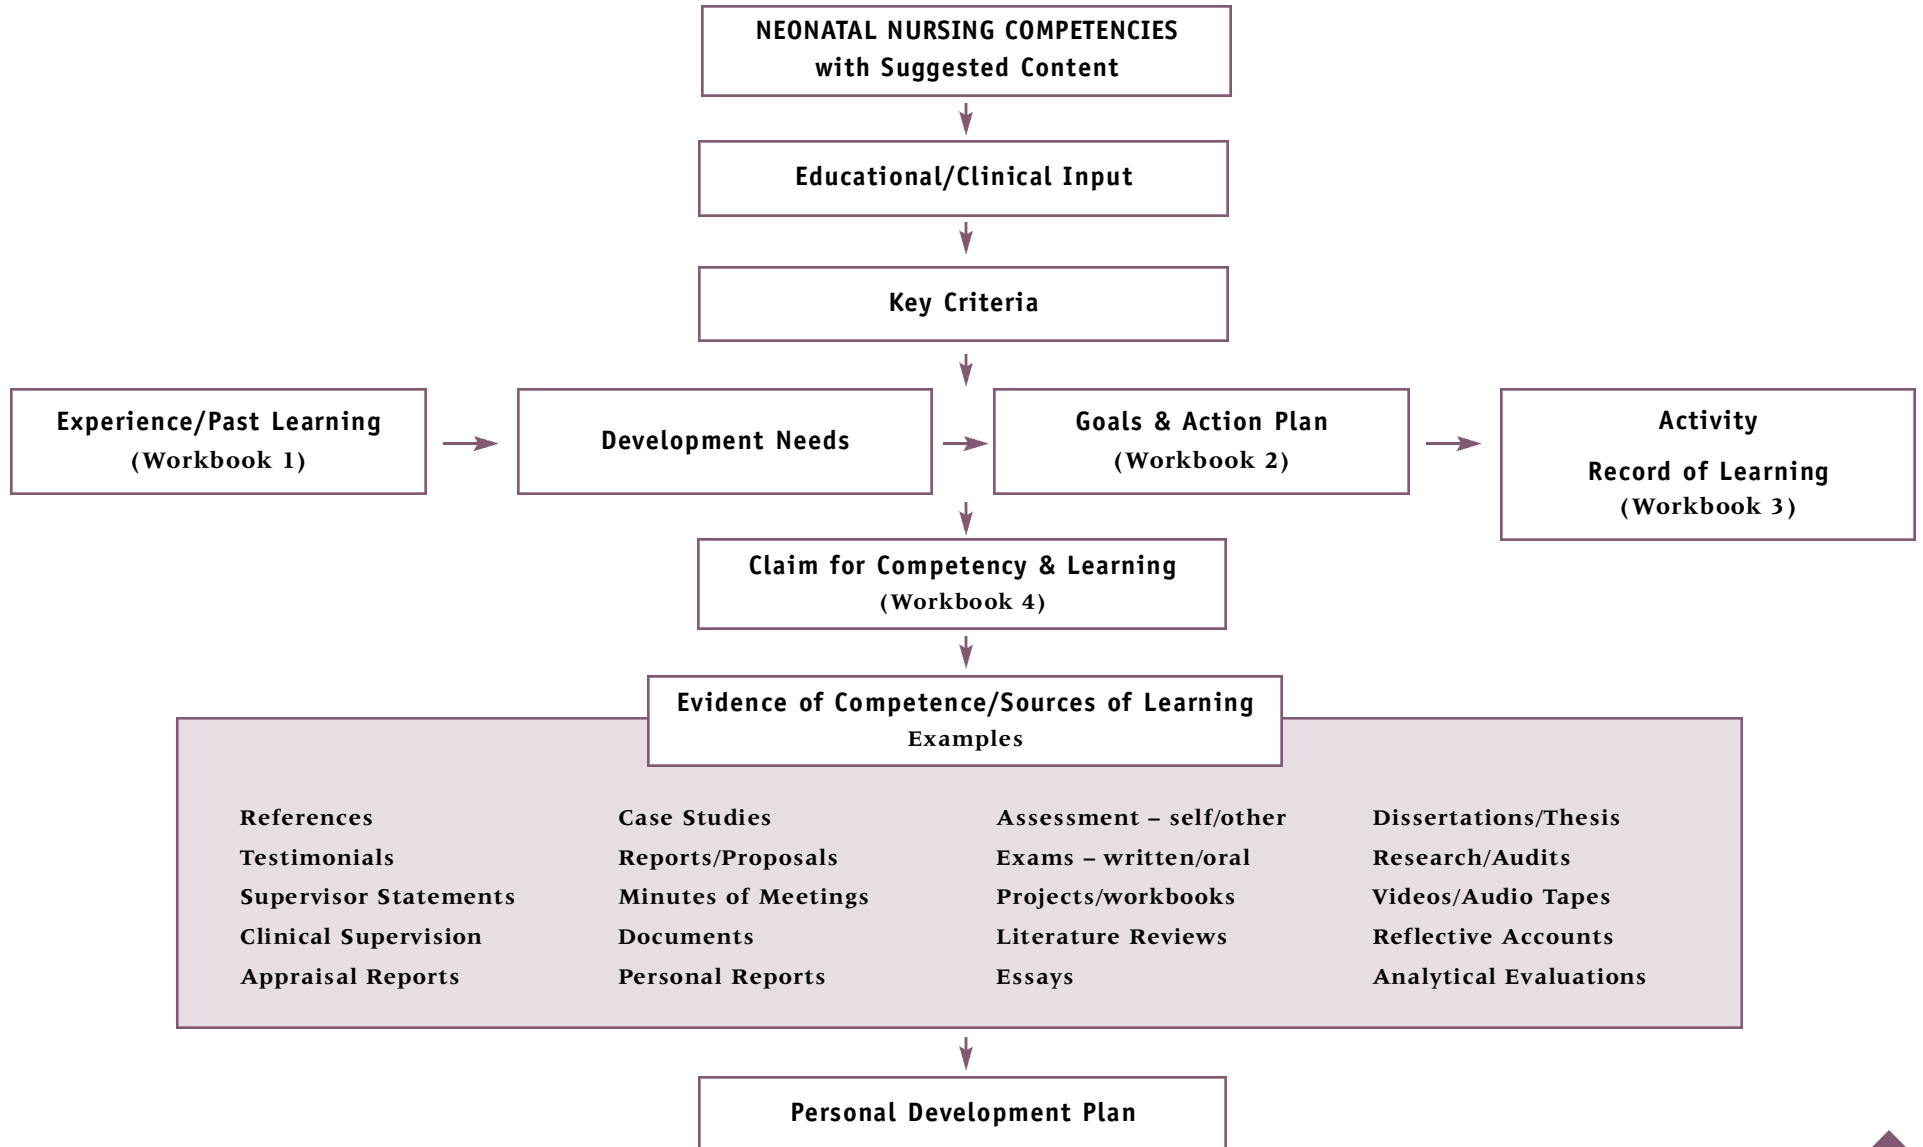 NEONATAL NURSING COMPETENCIES
with Suggested Content
Educational/Clinical Input
Key Criteria
Experience/Past Learning
(Workbook 1)
Development Needs
Goals & Action Plan
(Workbook 2)
Activity
Record of Learning
(Workbook 3)
Claim for Competency & Learning
(Workbook 4)
Evidence of Competence/Sources of Learning
Examples
References
Testimonials
Supervisor Statements
Clinical Supervision
Appraisal Reports
Case Studies
Reports/Proposals
Minutes of Meetings
Documents
Personal Reports
Assessment – self/other
Exams – written/oral
Projects/workbooks
Literature Reviews
Essays
Dissertations/Thesis
Research/Audits
Videos/Audio Tapes
Reflective Accounts
Analytical Evaluations
Personal Development Plan